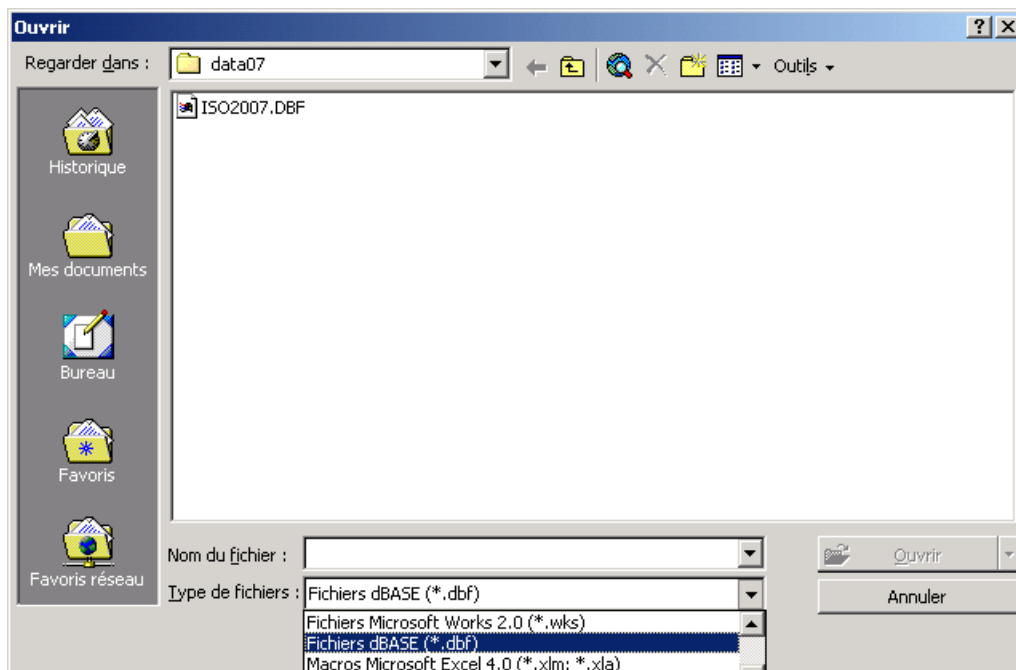 Ouvrir
Regarder dans :
data07
Outils
ISO2007.DBF
Historique
Mes documents
Bureau
Favoris
Favoris réseau
Nom du fichier :
Ouvrir
Type de fichiers :
Fichiers dBASE (*.dbf)
Annuler
Fichiers Microsoft Works 2.0 (*.wks)
Fichiers dBASE (*.dbf)
Macros Microsoft Excel 4.0 (*.xlm; *.xla)